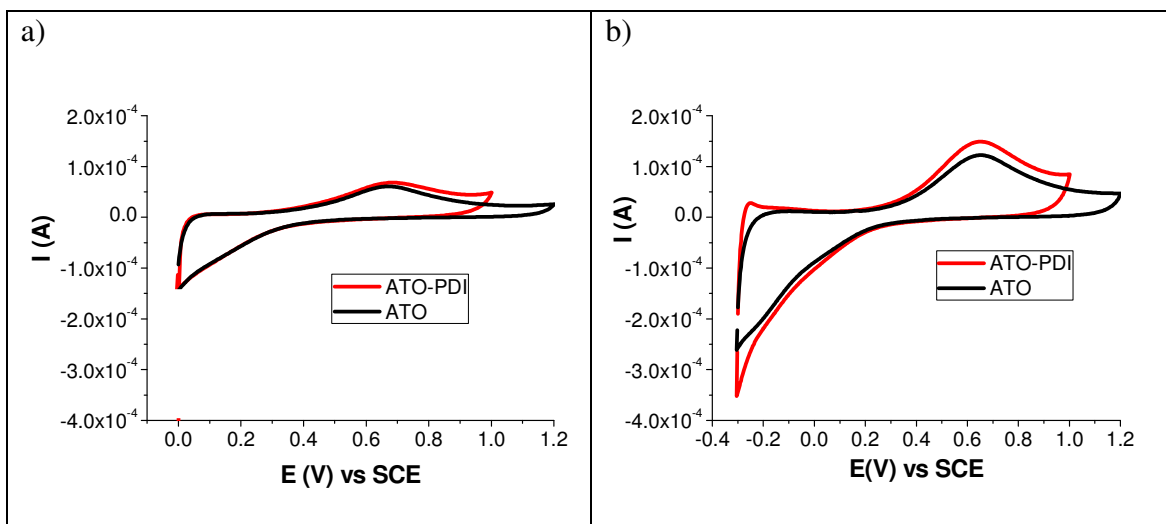 a)
2.0x10⁻⁴
1.0x10⁻⁴
0.0
-1.0x10⁻⁴
-2.0x10⁻⁴
-3.0x10⁻⁴
-4.0x10⁻⁴
I (A)
ATO-PDI
ATO
0.0 0.2 0.4 0.6 0.8 1.0 1.2
E (V) vs SCE
b)
2.0x10⁻⁴
1.0x10⁻⁴
0.0
-1.0x10⁻⁴
-2.0x10⁻⁴
-3.0x10⁻⁴
-4.0x10⁻⁴
I (A)
ATO-PDI
ATO
-0.4 -0.2 0.0 0.2 0.4 0.6 0.8 1.0 1.2
E(V) vs SCE